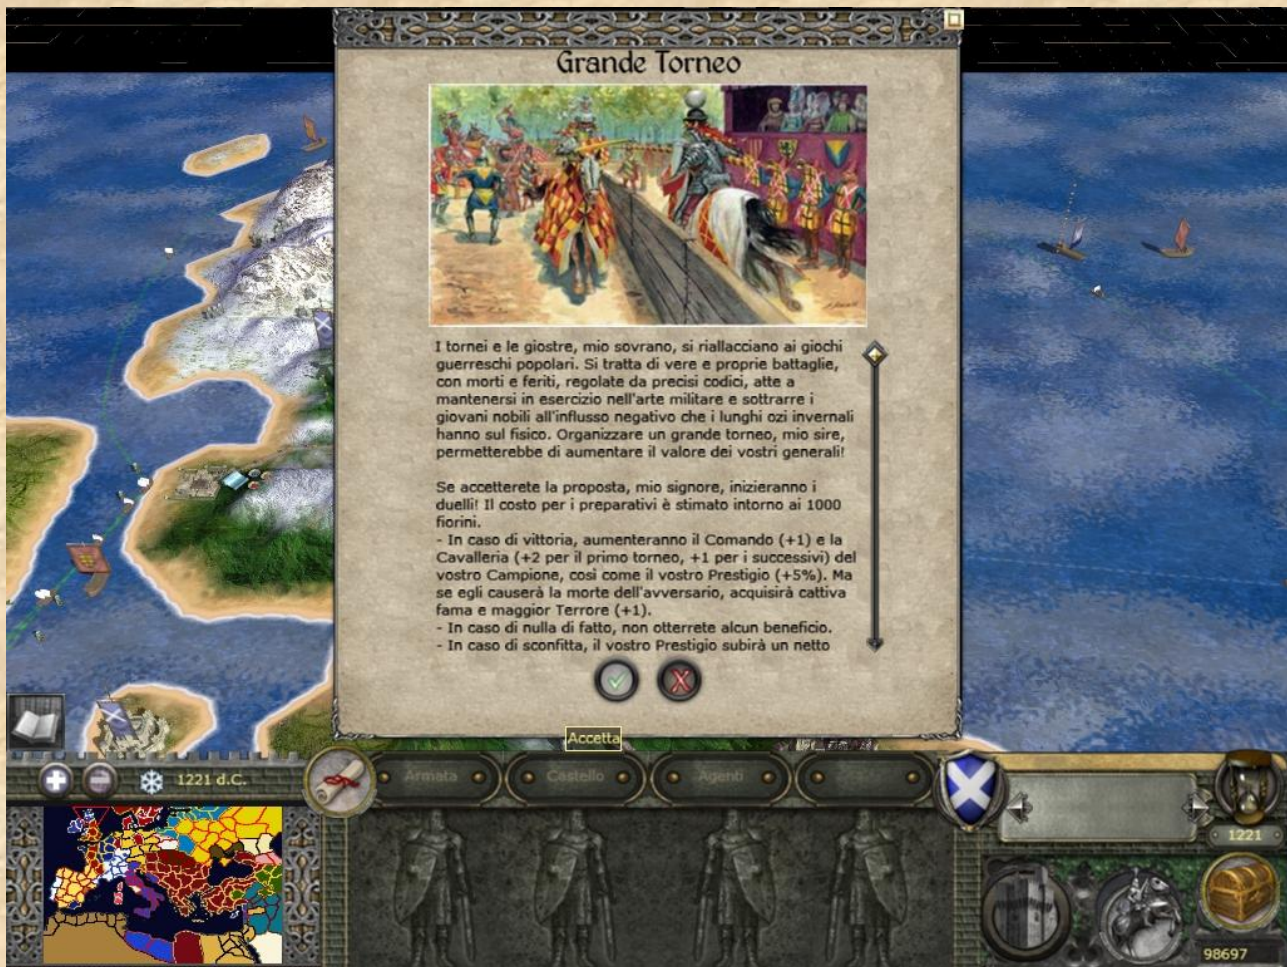 Grande Torneo
I tornei e le giostre, mio sovrano, si riallacciano ai giochi
guerreschi popolari. Si tratta di vere e proprie battaglie,
con morti e feriti, regolate da precisi codici, atte a
mantenersi in esercizio nell'arte militare e sottrarre i
giovani nobili all'influsso negativo che i lunghi ozi invernali
hanno sul fisico. Organizzare un grande torneo, mio sire,
permetterebbe di aumentare il valore dei vostri generali!
Se accetterete la proposta, mio signore, inizieranno i
duelli! Il costo per i preparativi è stimato intorno ai 1000
fiorini.
- In caso di vittoria, aumenteranno il Comando (+1) e la
Cavalleria (+2 per il primo torneo, +1 per i successivi) del
vostro Campione, così come il vostro Prestigio (+5%). Ma
se egli causerà la morte dell'avversario, acquisirà cattiva
fama e maggior Terrore (+1).
- In caso di nulla di fatto, non otterrete alcun beneficio.
- In caso di sconfitta, il vostro Prestigio subirà un netto
Accetta
1221 d.C.
Armata
Castello
Agenti
1221
98697